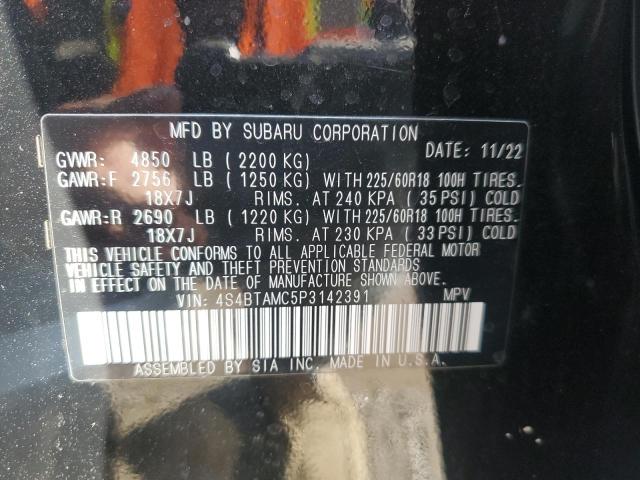 MFD BY SUBARU CORPORATION
DATE: 11/22
GVWR: 4850 LB (2200 KG)
GAWR:F 2756 LB (1250 KG) WITH 225/60R18 100H TIRES.
18X7J RIMS. AT 240 KPA (35 PSI) COLD
GAWR:R 2690 LB (1220 KG) WITH 225/60R18 100H TIRES.
18X7J RIMS. AT 230 KPA (33 PSI) COLD
THIS VEHICLE CONFORMS TO ALL APPLICABLE FEDERAL MOTOR
VEHICLE SAFETY AND THEFT PREVENTION STANDARDS
IN EFFECT ON THE DATE OF MANUFACTURE SHOWN ABOVE.
VIN: 4S4BTAMC5P3142391 MPV
ASSEMBLED BY SIA INC. MADE IN U.S.A.